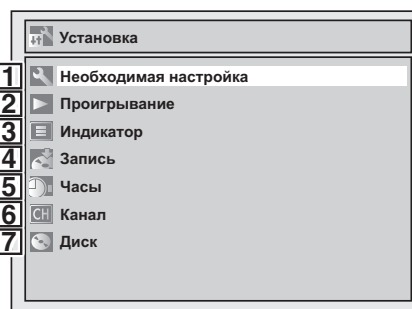 Установка
1 Необходимая настройка
2 Проигрывание
3 Индикатор
4 Запись
5 Часы
6 CH Канал
7 Диск